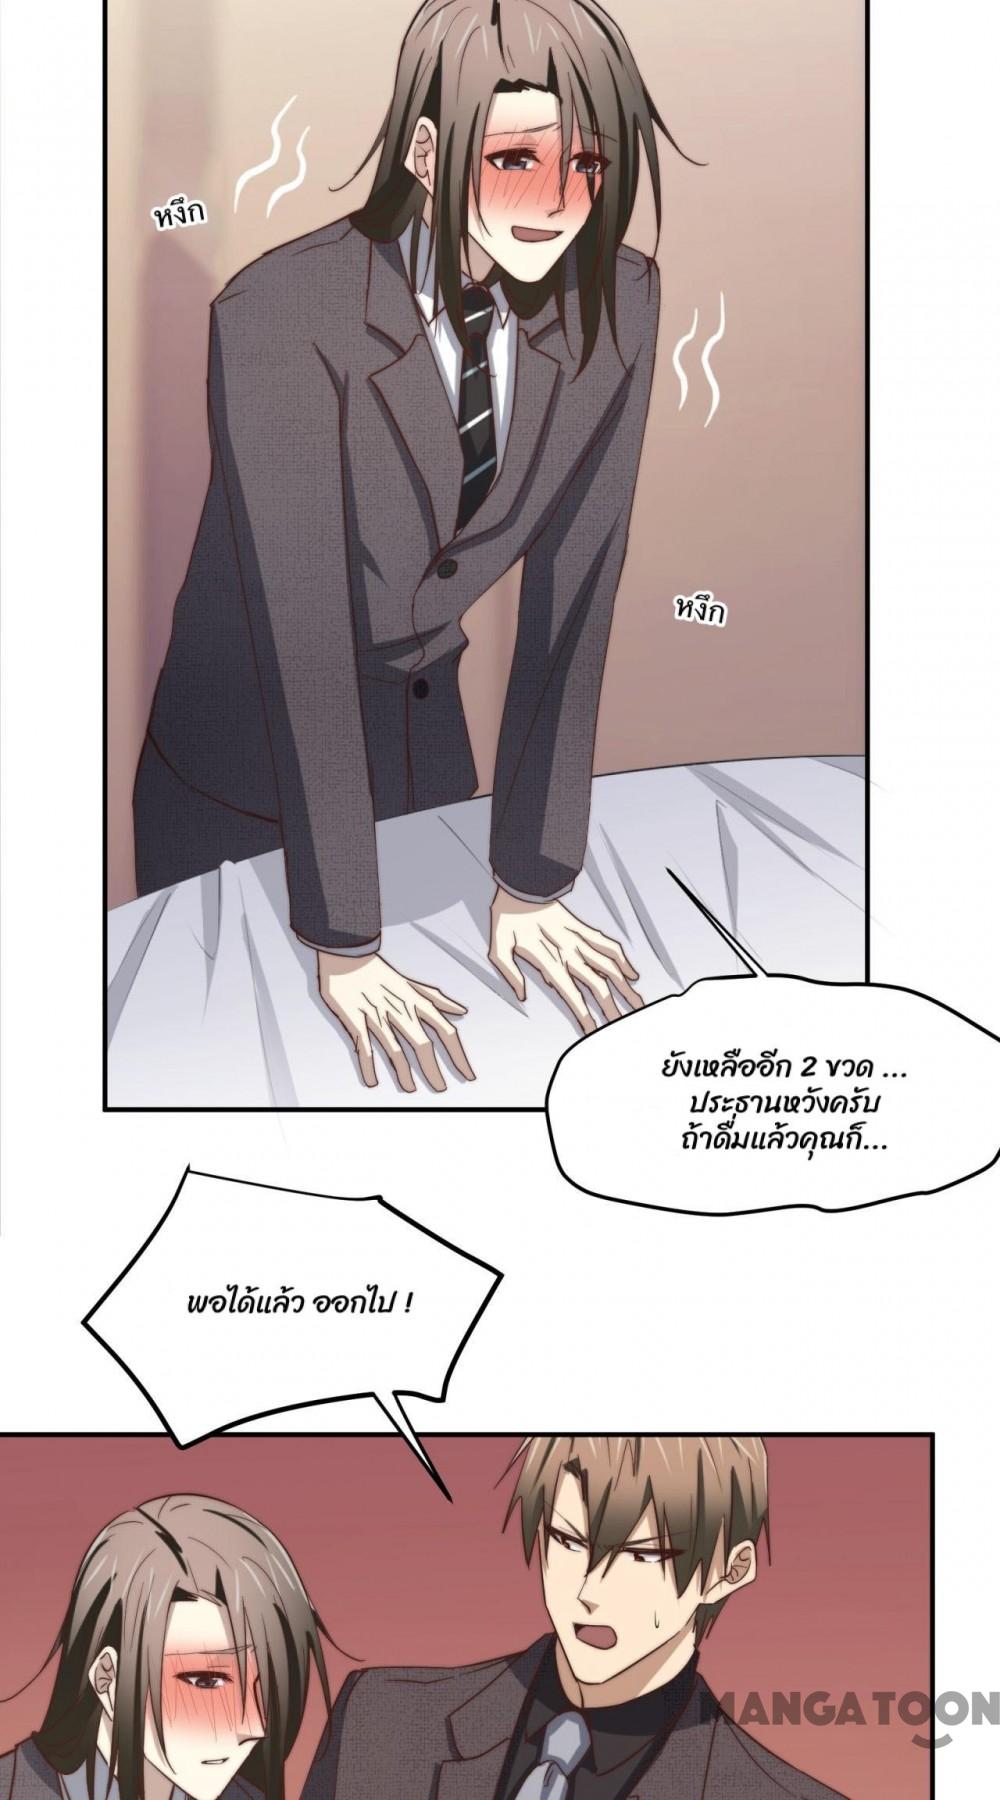 หงึก
หงึก
ยังเหลืออีก 2 ขวด ...
ประธานหวังครับ
ถ้าดื่มแล้วคุณก็...
พอได้แล้ว ออกไป !
MANGATOON